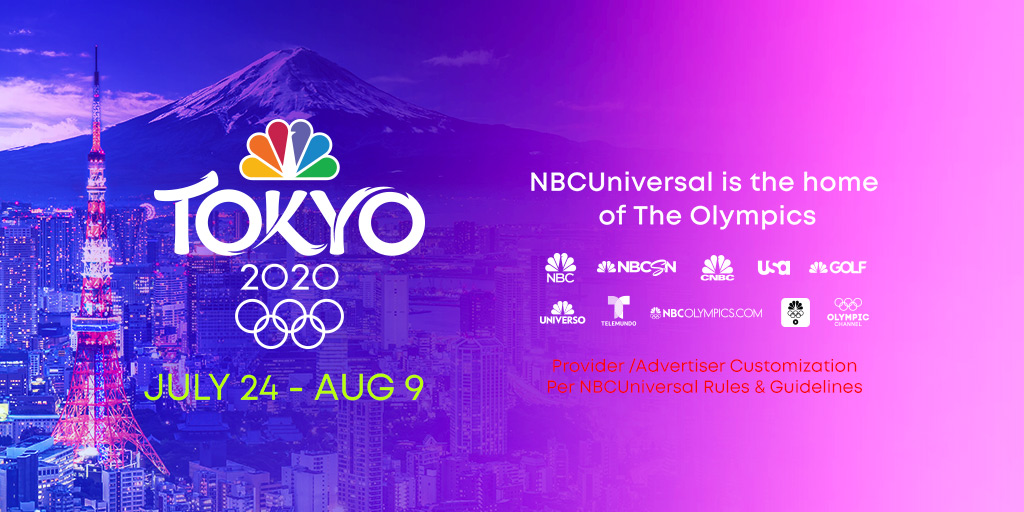 TOKYO
2020
JULY 24 - AUG 9
NBCUniversal is the home
of The Olympics
NBC
NBCSN
CNBC
USA
GOLF
UNIVERSO
TELEMUNDO
NBCOLYMPICS.COM
OLYMPIC
CHANNEL
Provider /Advertiser Customization
Per NBCUniversal Rules & Guidelines